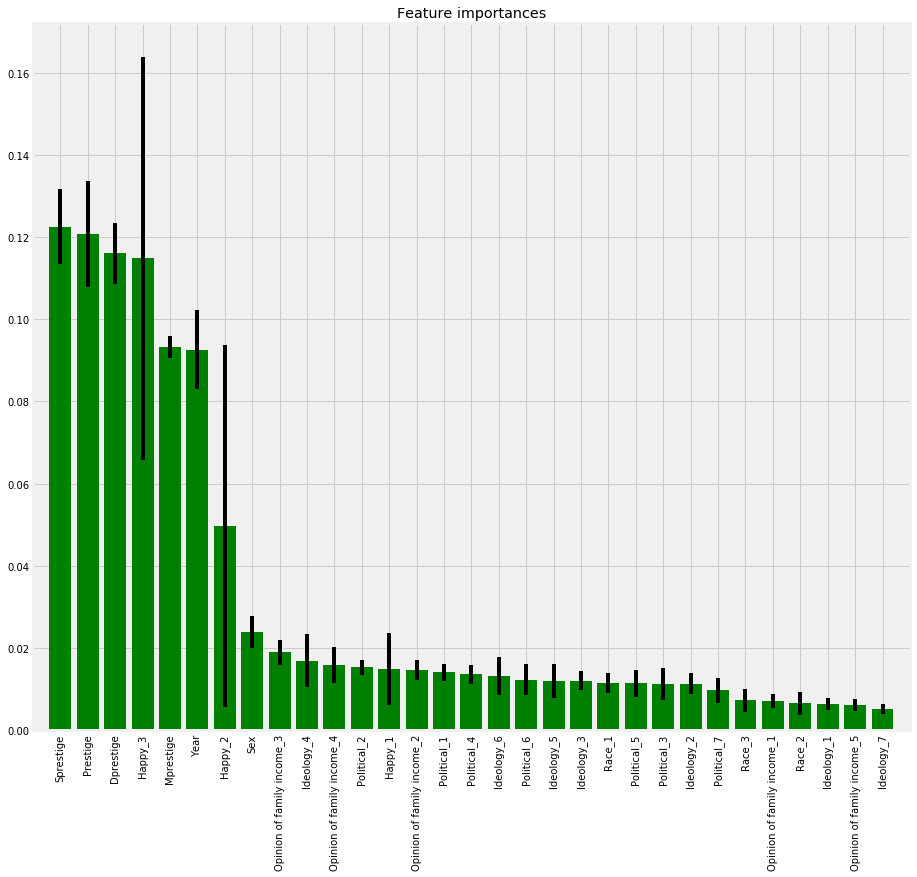 Feature importances
0.16
0.14
0.12
0.10
0.08
0.06
0.04
0.02
0.00
Sprestige
Prestige
Dprestige
Happy_3
Mprestige
Year
Happy_2
Sex
Opinion of family income_3
Ideology_4
Opinion of family income_4
Political_2
Happy_1
Opinion of family income_2
Political_1
Political_4
Ideology_6
Political_6
Ideology_5
Ideology_3
Race_1
Political_5
Political_3
Ideology_2
Political_7
Race_3
Opinion of family income_1
Race_2
Ideology_1
Opinion of family income_5
Ideology_7